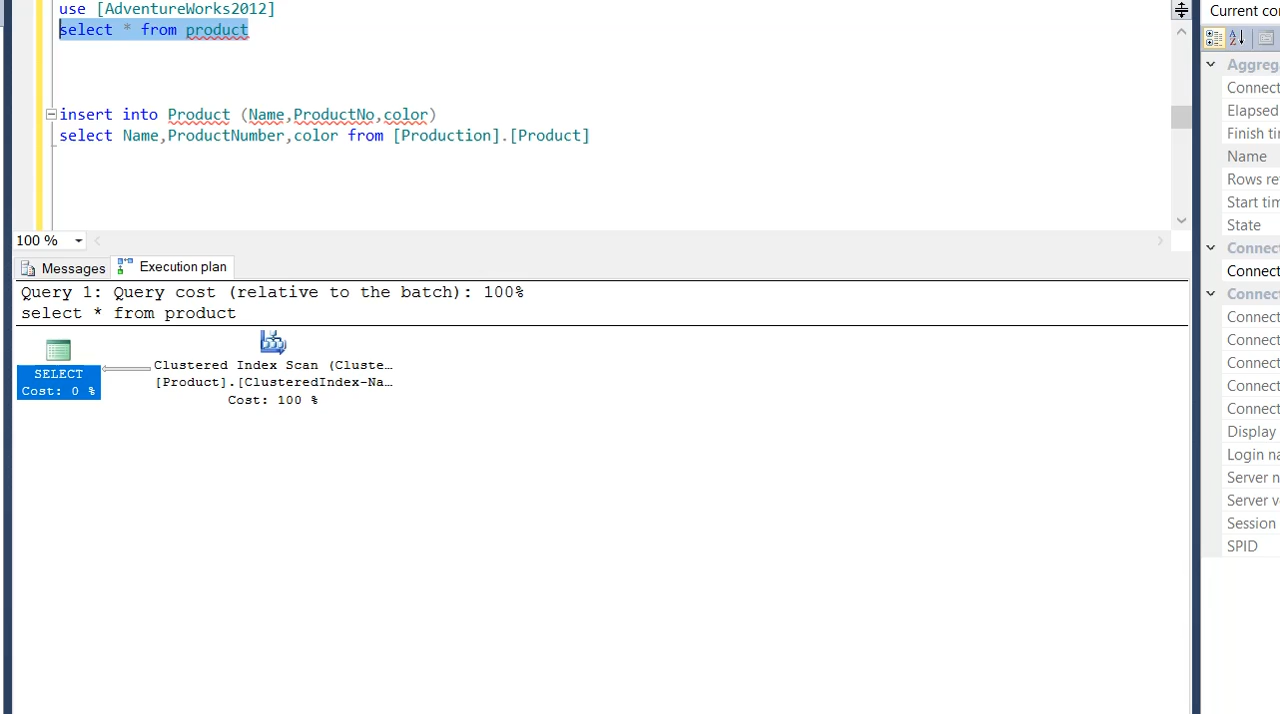 use [AdventureWorks2012]
select * from product
insert into Product (Name,ProductNo,color)
select Name,ProductNumber,color from [Production].[Product]
100 %
Messages
Execution plan
Query 1: Query cost (relative to the batch): 100%
select * from product
SELECT
Cost: 0 %
Clustered Index Scan (Cluste…
[Product].[ClusteredIndex-Na…
Cost: 100 %
Current co
Aggreg
Connect
Elapsed
Finish ti
Name
Rows re
Start tim
State
Connec
Connect
Connec
Connect
Connect
Connect
Connect
Connect
Display
Login na
Server n
Server v
Session
SPID